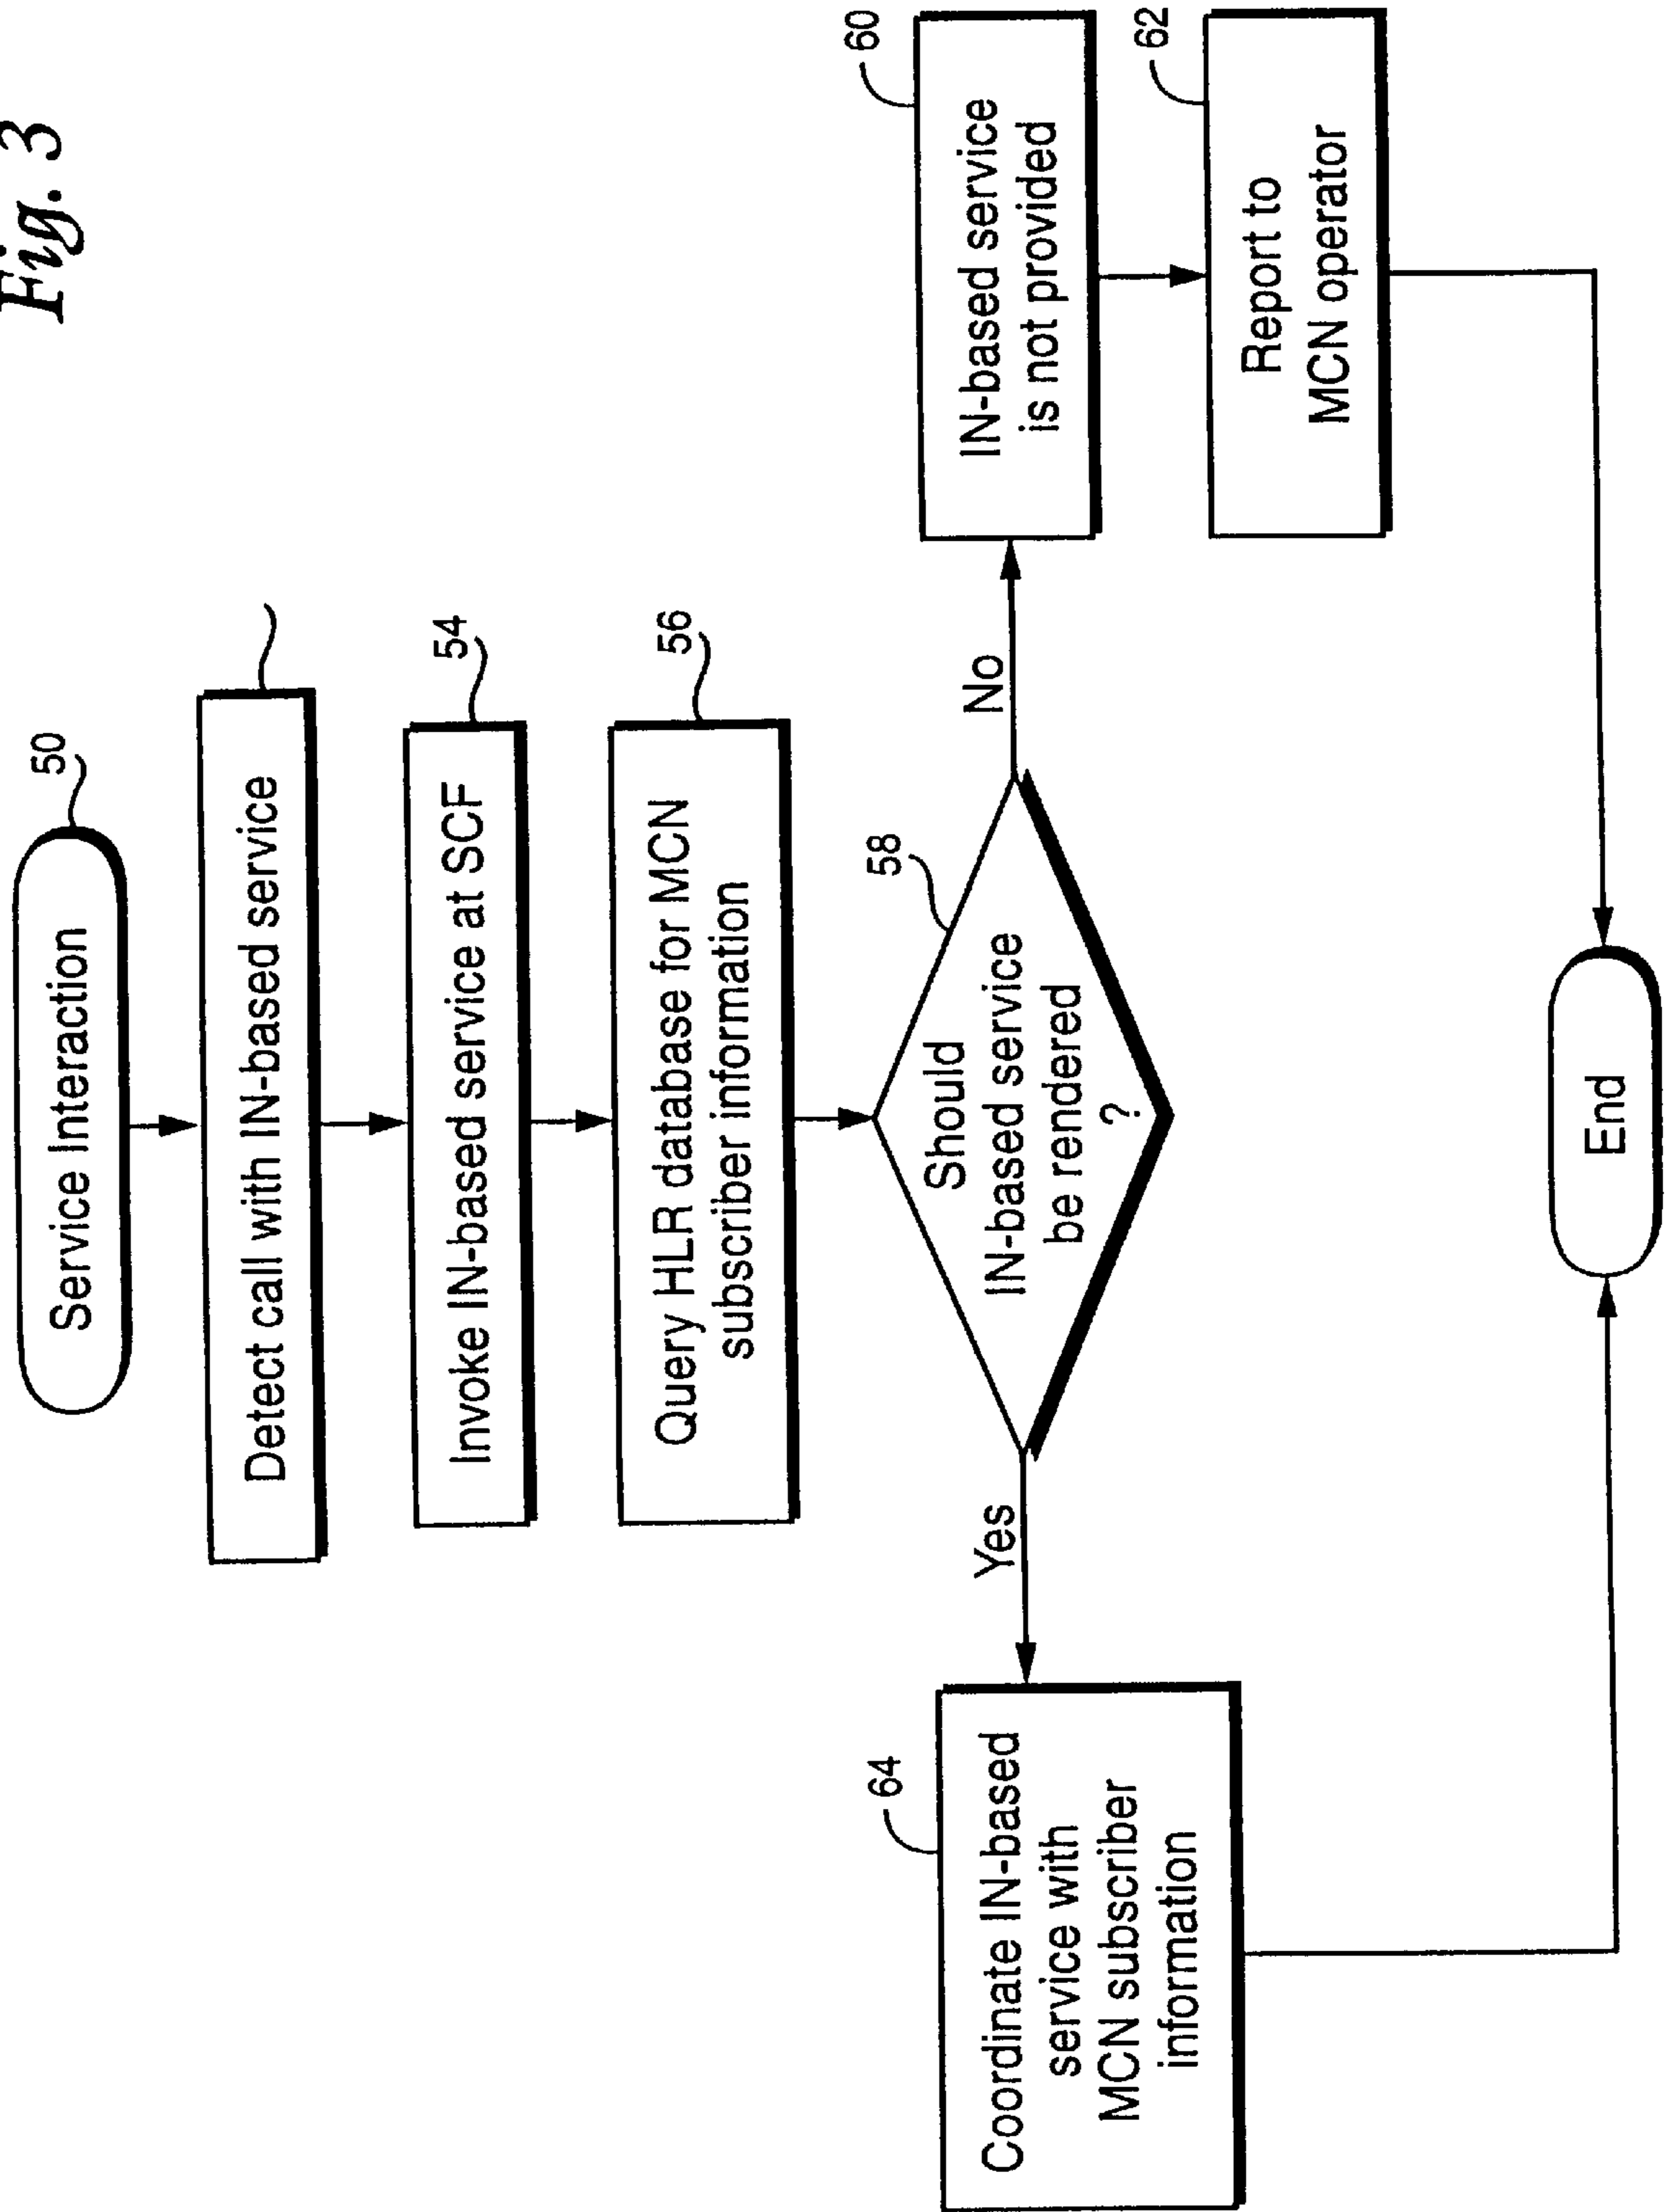 Fig. 3
50
Service Interaction
Detect call with IN-based service
54
Invoke IN-based service at SCF
56
Query HLR database for MCN
subscriber information
58
Should
IN-based service
be rendered
?
No
60
IN-based service
is not provided
62
Report to
MCN operator
Yes
64
Coordinate IN-based
service with
MCN subscriber
information
End